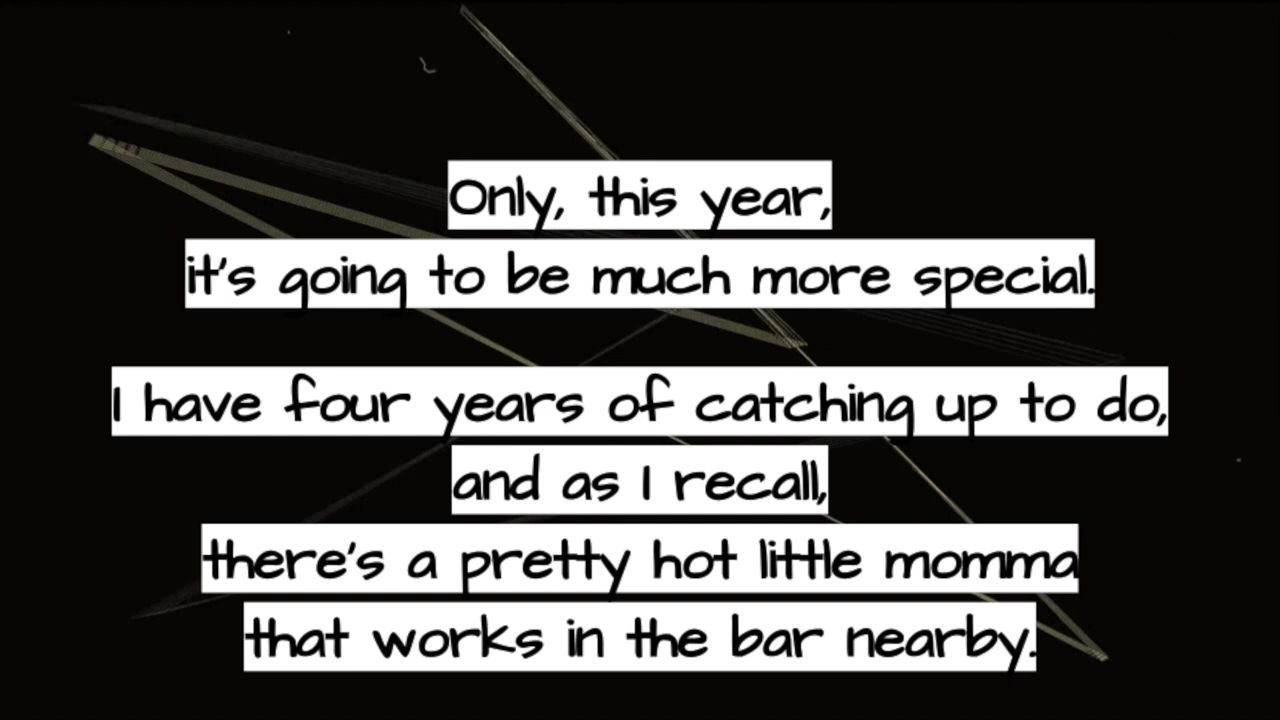 Only, this year,
it's going to be much more special.
I have four years of catching up to do,
and as I recall,
there's a pretty hot little momma
that works in the bar nearby.